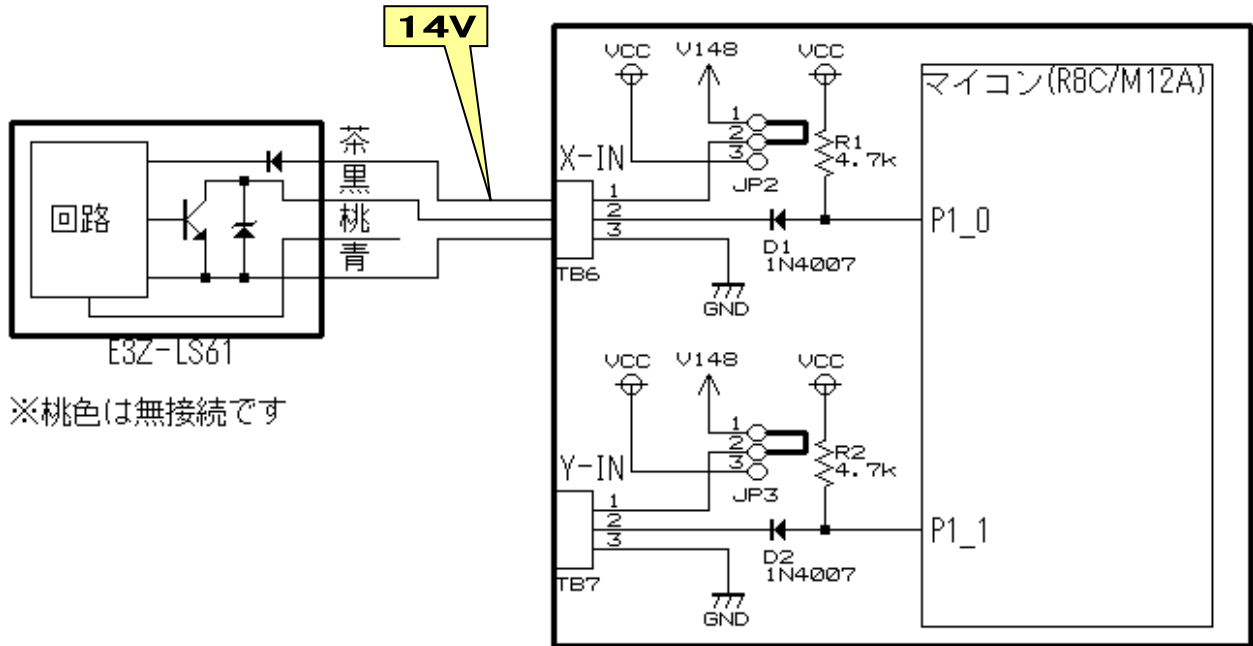 14V
茶
黒
桃
青
回路
E3Z-LS61
※桃色は無接続です
VCC
V148
VCC
マイコン(R8C/M12A)
1
2
3
JP2
R1
4.7k
X-IN
1
2
3
TB6
D1
1N4007
P1_0
GND
VCC
V148
VCC
1
2
3
JP3
R2
4.7k
Y-IN
1
2
3
TB7
D2
1N4007
P1_1
GND